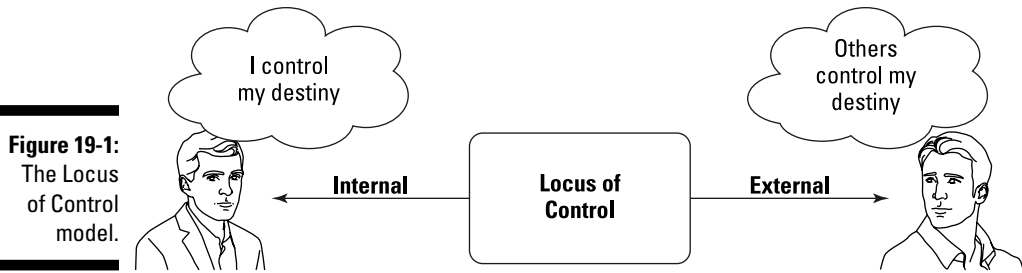 I control
my destiny
Others
control my
destiny
Figure 19-1:
The Locus
of Control
model.
Internal
Locus of
Control
External